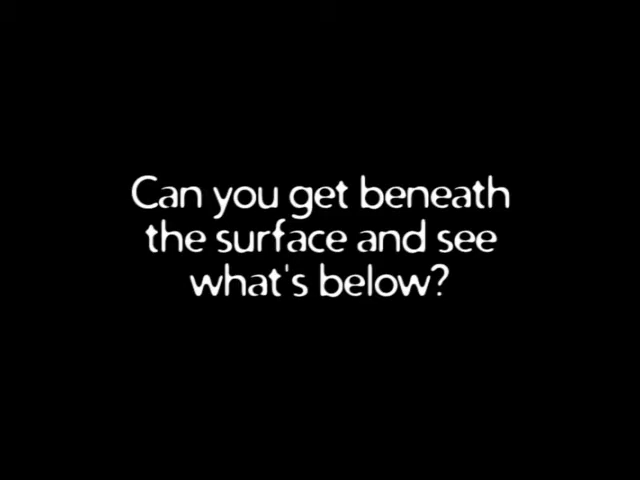 Can you get beneath
the surface and see
what's below?